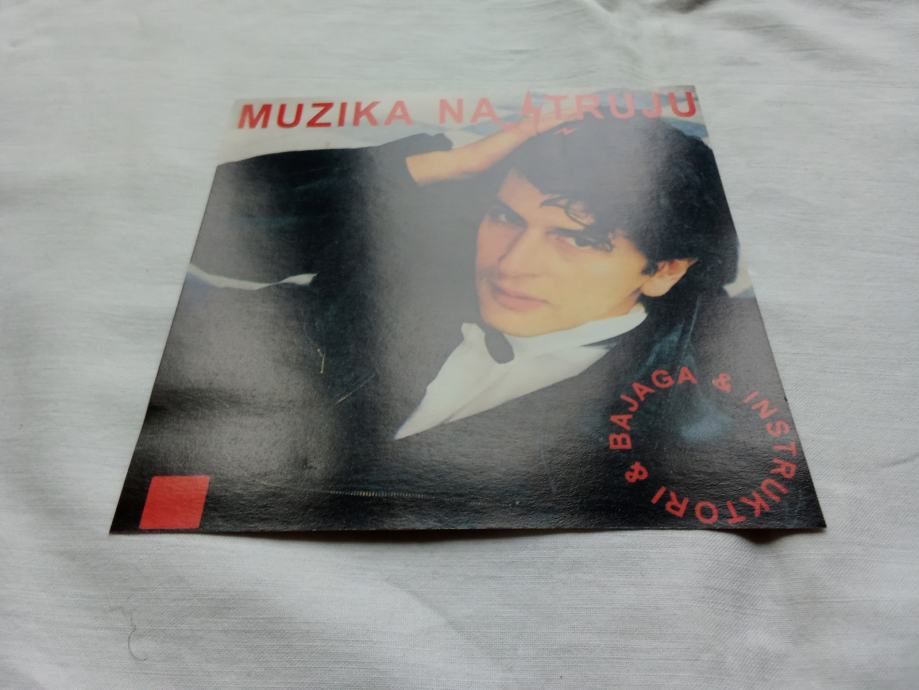 MUZIKA NA STRUJU
BAJAGA & INSTRUKTORI &